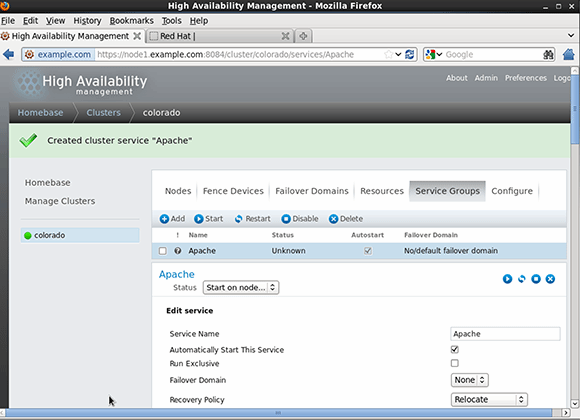 High Availability Management - Mozilla Firefox
File Edit View History Bookmarks Tools Help
High Availability Management Red Hat |
example.com https://node1.example.com:8084/cluster/colorado/services/Apache Google
High Availability
management
About Admin Preferences Logo
Homebase Clusters colorado
Created cluster service "Apache"
Homebase
Manage Clusters
colorado
Nodes Fence Devices Failover Domains Resources Service Groups Configure
Add Start Restart Disable Delete
! Name Status Autostart Failover Domain
Apache Unknown No/default failover domain
Apache
Status Start on node...
Edit service
Service Name Apache
Automatically Start This Service
Run Exclusive
Failover Domain None
Recovery Policy Relocate